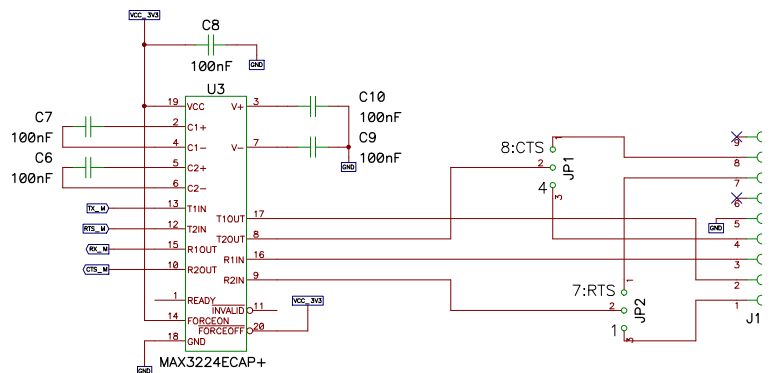 VCC_3V3
C8
100nF
GND
U3
19 VCC V+ 3
C10
100nF
C7
100nF
2 C1+
4 C1-
V- 7
C9
100nF
GND
C6
100nF
5 C2+
6 C2-
TX_M 13 T1IN
RTS_M 12 T2IN
RX_M 15 R1OUT
CTS_M 10 R2OUT
T1OUT 17
T2OUT 8
R1IN 16
R2IN 9
1 READY
INVALID 11
14 FORCEON
FORCEOFF 20
18 GND
VCC_3V3
GND
MAX3224ECAP+
8:CTS 1
2
4 3
JP1
7:RTS 1
2
1 3
JP2
9
8
7
6
5
GND
4
3
2
1
J1